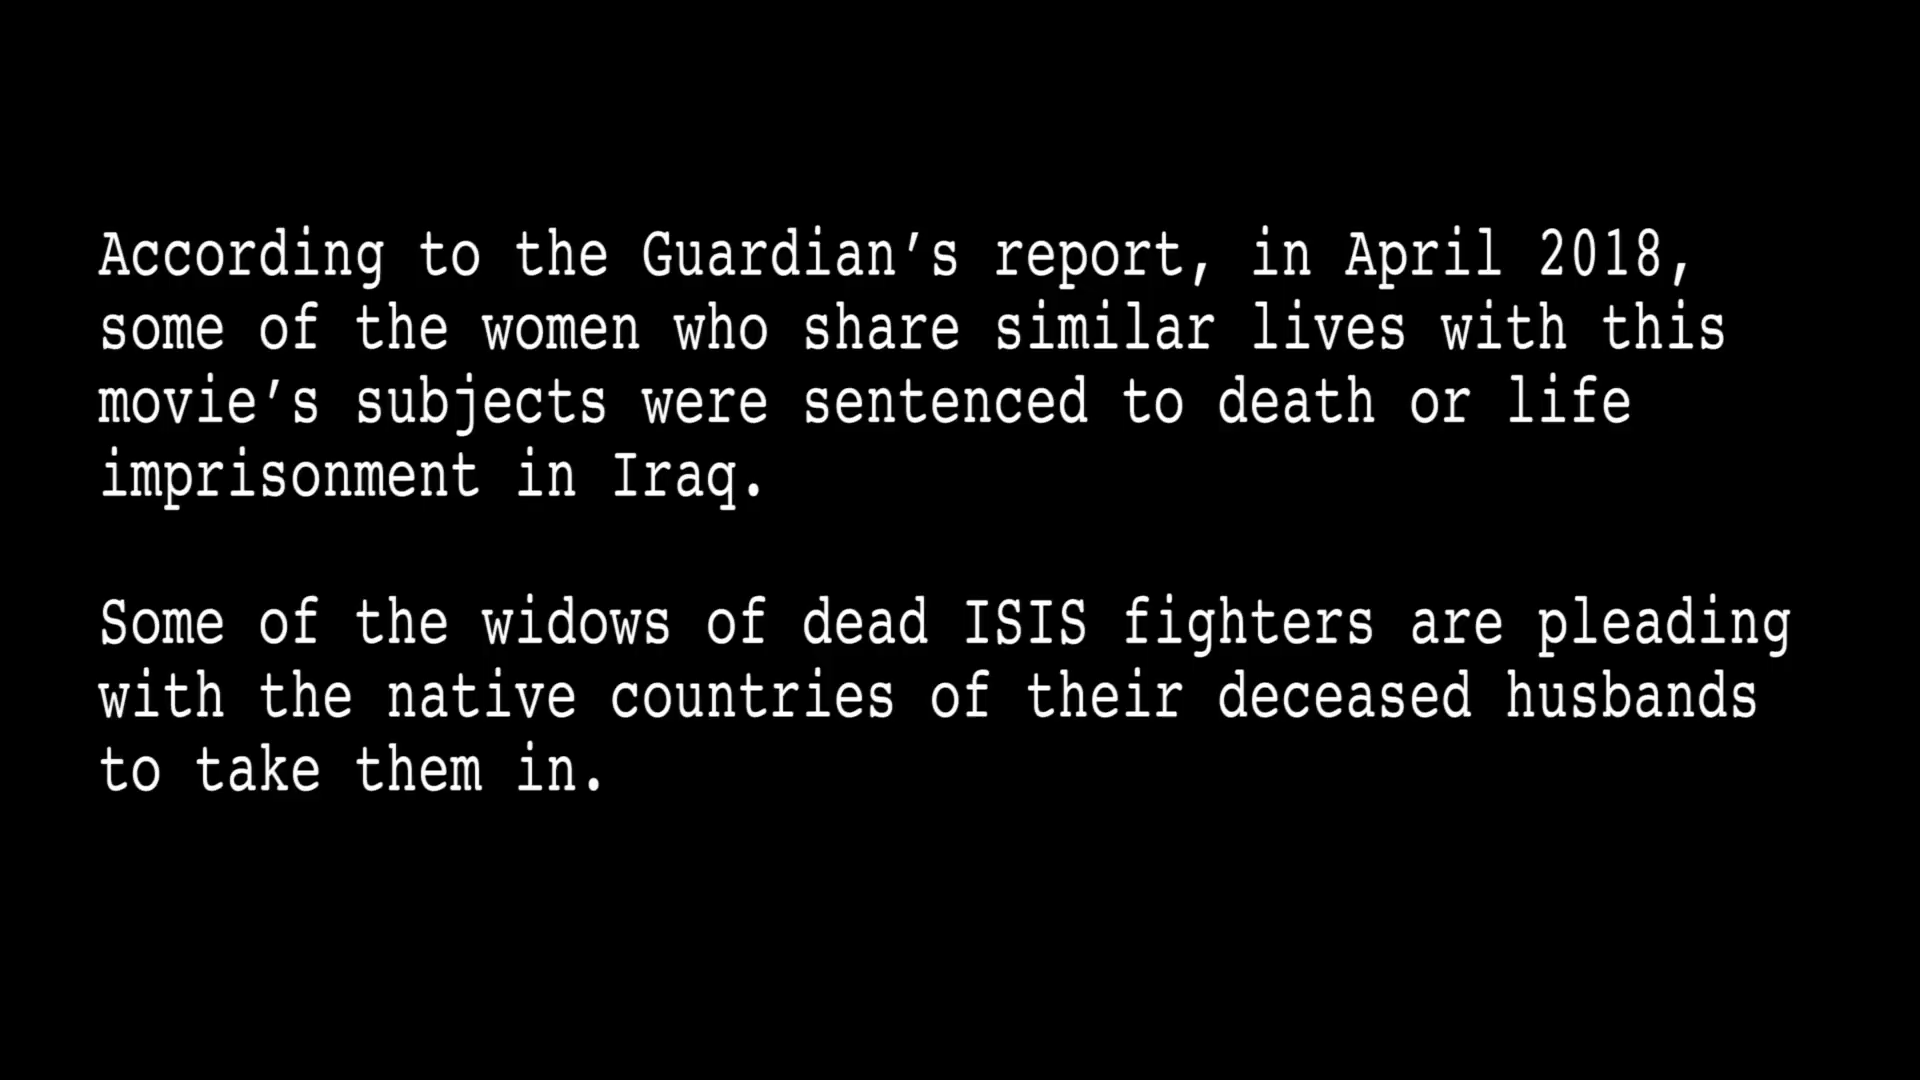 According to the Guardian’s report, in April 2018,
some of the women who share similar lives with this
movie’s subjects were sentenced to death or life
imprisonment in Iraq.
Some of the widows of dead ISIS fighters are pleading
with the native countries of their deceased husbands
to take them in.